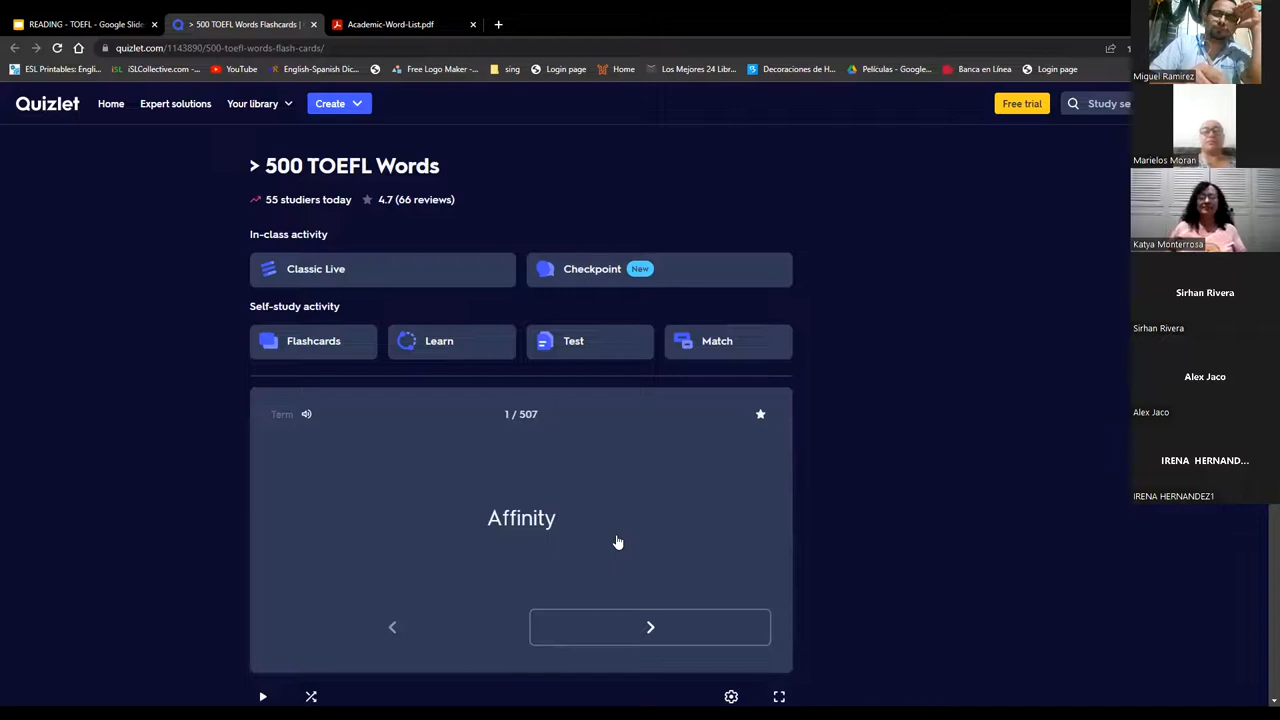 READING - TOEFL - Google Slide
> 500 TOEFL Words Flashcards |
Academic-Word-List.pdf
quizlet.com/1143890/500-toefl-words-flash-cards/
ESL Printables: Engli...
iSLCollective.com -...
YouTube
English-Spanish Dic...
Free Logo Maker -...
sing
Login page
Home
Los Mejores 24 Libr...
Decoraciones de H...
Películas - Google...
Banca en Línea
Login page
Quizlet
Home
Expert solutions
Your library
Create
Free trial
Study se
> 500 TOEFL Words
55 studiers today
4.7 (66 reviews)
In-class activity
Classic Live
Checkpoint
New
Self-study activity
Flashcards
Learn
Test
Match
Term
1 / 507
Affinity
Miguel Ramirez
Marielos Moran
Katya Monterrosa
Sirhan Rivera
Sirhan Rivera
Alex Jaco
Alex Jaco
IRENA HERNAND...
IRENA HERNANDEZ1